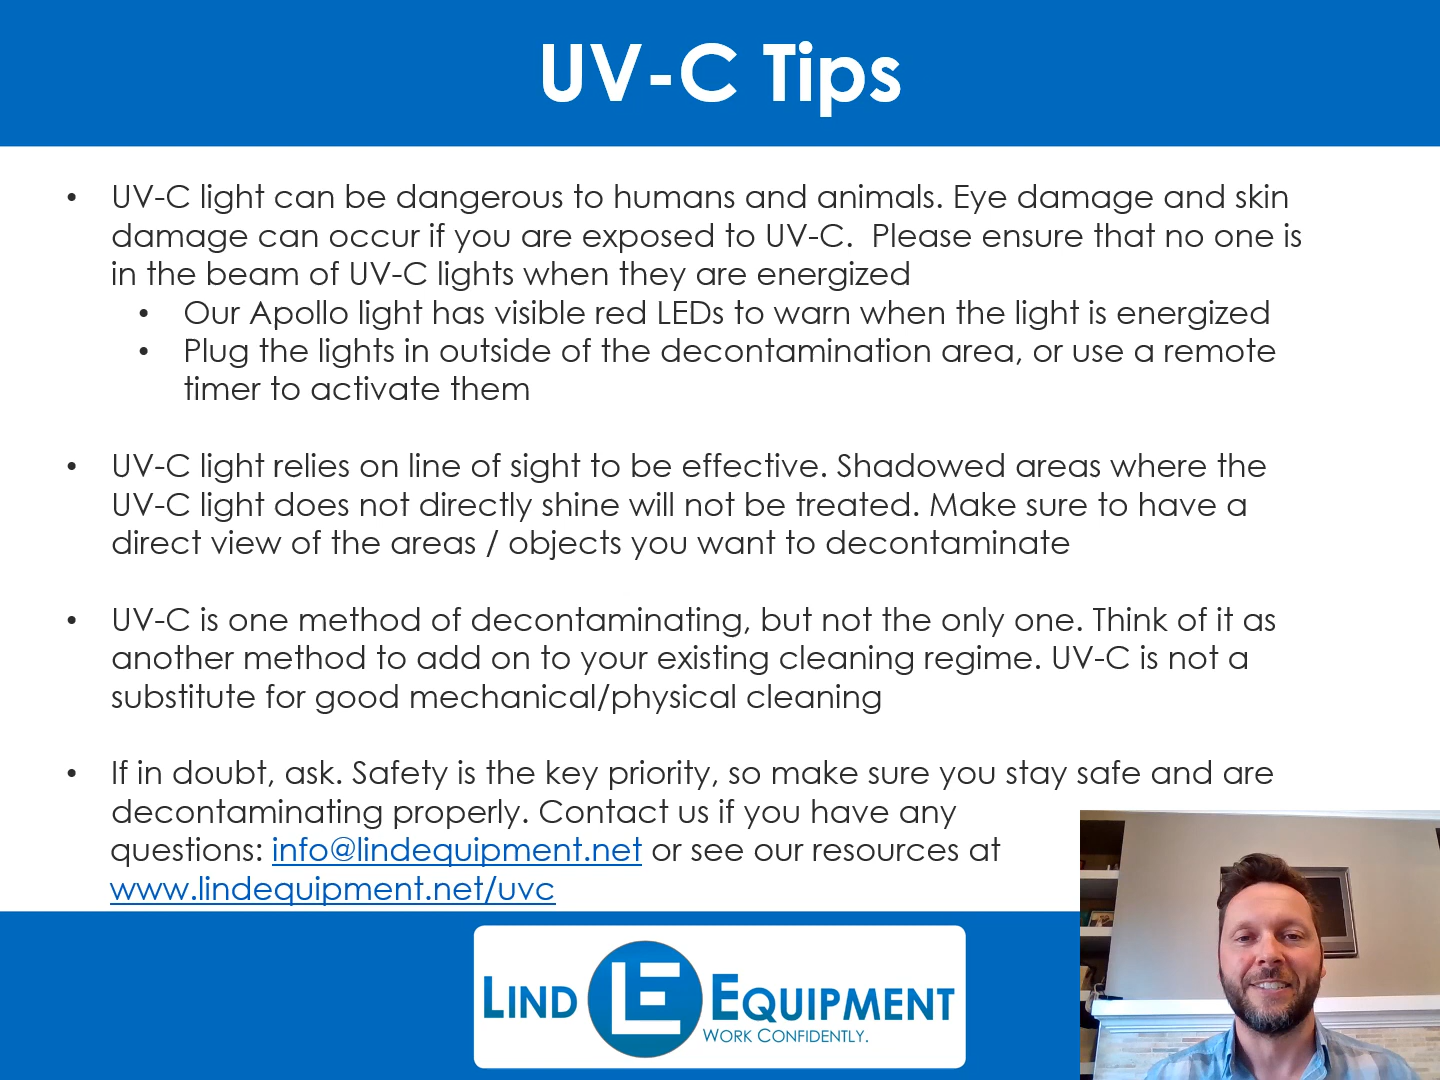 UV-C Tips
• UV-C light can be dangerous to humans and animals. Eye damage and skin
damage can occur if you are exposed to UV-C.  Please ensure that no one is
in the beam of UV-C lights when they are energized
• Our Apollo light has visible red LEDs to warn when the light is energized
• Plug the lights in outside of the decontamination area, or use a remote
timer to activate them
• UV-C light relies on line of sight to be effective. Shadowed areas where the
UV-C light does not directly shine will not be treated. Make sure to have a
direct view of the areas / objects you want to decontaminate
• UV-C is one method of decontaminating, but not the only one. Think of it as
another method to add on to your existing cleaning regime. UV-C is not a
substitute for good mechanical/physical cleaning
• If in doubt, ask. Safety is the key priority, so make sure you stay safe and are
decontaminating properly. Contact us if you have any
questions: info@lindequipment.net or see our resources at
www.lindequipment.net/uvc
LIND LE EQUIPMENT
WORK CONFIDENTLY.